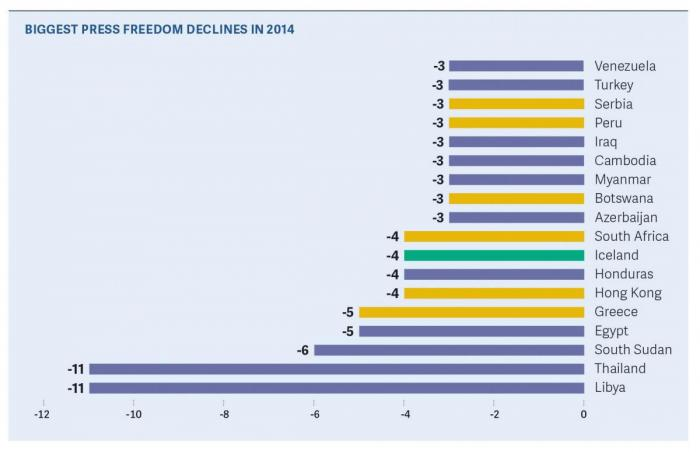 BIGGEST PRESS FREEDOM DECLINES IN 2014
-3 Venezuela
-3 Turkey
-3 Serbia
-3 Peru
-3 Iraq
-3 Cambodia
-3 Myanmar
-3 Botswana
-3 Azerbaijan
-4 South Africa
-4 Iceland
-4 Honduras
-4 Hong Kong
-5 Greece
-5 Egypt
-6 South Sudan
-11 Thailand
-11 Libya
-12 -10 -8 -6 -4 -2 0